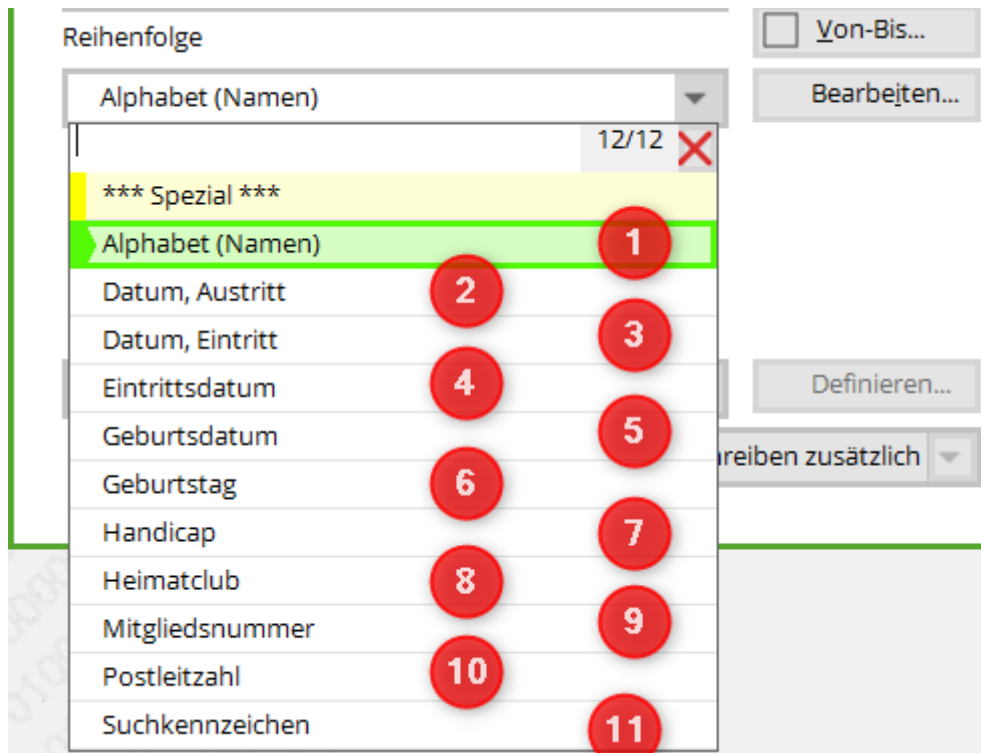 Reihenfolge
Von-Bis...
Alphabet (Namen)
Bearbeiten...
12/12
*** Spezial ***
Alphabet (Namen) 1
Datum, Austritt 2
Datum, Eintritt 3
Eintrittsdatum 4
Definieren...
Geburtsdatum 5
reiben zusätzlich
Geburtstag 6
Handicap 7
Heimatclub 8
Mitgliedsnummer 9
Postleitzahl 10
Suchkennzeichen 11